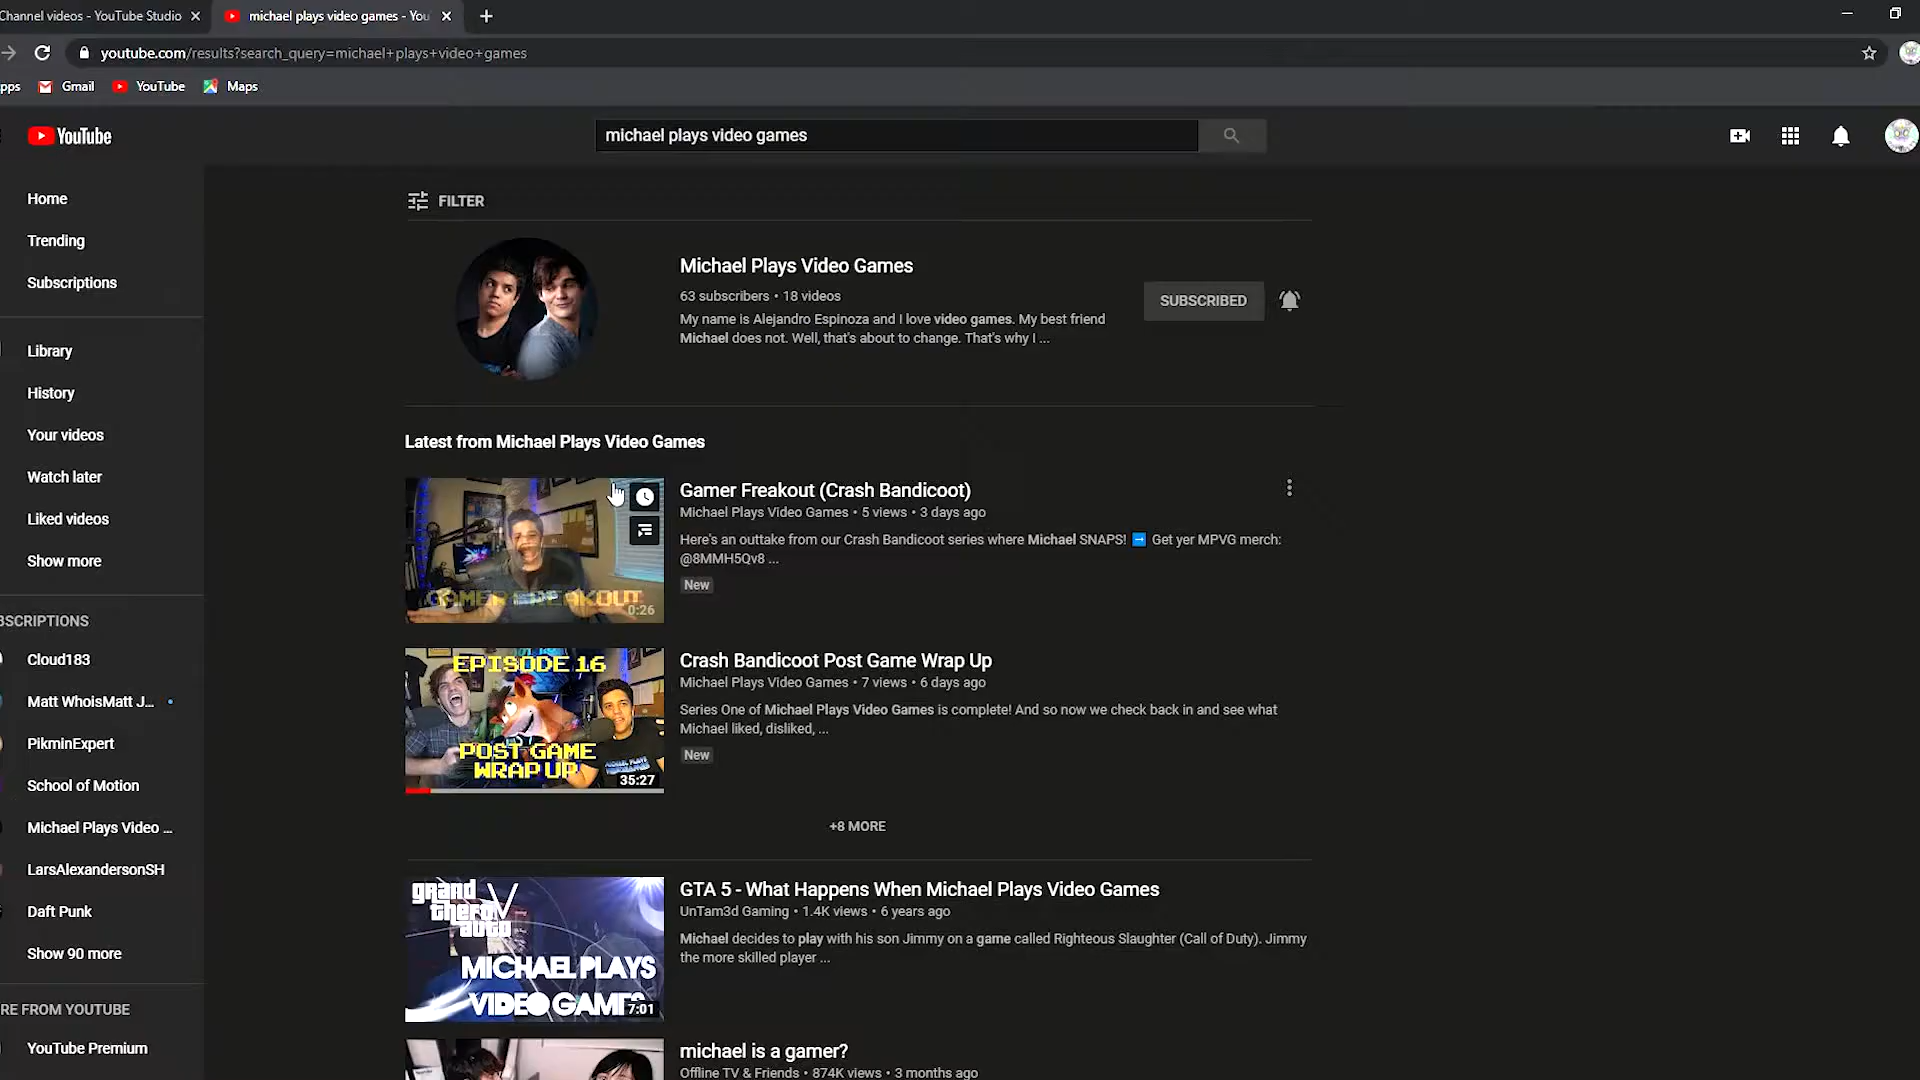 Channel videos - YouTube Studio
michael plays video games - You
youtube.com/results?search_query=michael+plays+video+games
pps
Gmail
YouTube
Maps
YouTube
michael plays video games
Home
Trending
Subscriptions
Library
History
Your videos
Watch later
Liked videos
Show more
BSCRIPTIONS
Cloud183
Matt WhoisMatt J...
PikminExpert
School of Motion
Michael Plays Video ...
LarsAlexandersonSH
Daft Punk
Show 90 more
RE FROM YOUTUBE
YouTube Premium
FILTER
Michael Plays Video Games
63 subscribers • 18 videos
My name is Alejandro Espinoza and I love video games. My best friend
Michael does not. Well, that's about to change. That's why I ...
SUBSCRIBED
Latest from Michael Plays Video Games
GAMER FREAKOUT
0:26
Gamer Freakout (Crash Bandicoot)
Michael Plays Video Games • 5 views • 3 days ago
Here's an outtake from our Crash Bandicoot series where Michael SNAPS! ➡ Get yer MPVG merch:
@8MMH5Qv8 ...
New
EPISODE 16
POST GAME
WRAP UP
MICHAEL PLAYS
VIDEOGAMES
35:27
Crash Bandicoot Post Game Wrap Up
Michael Plays Video Games • 7 views • 6 days ago
Series One of Michael Plays Video Games is complete! And so now we check back in and see what
Michael liked, disliked, ...
New
+8 MORE
grand
theft
auto
V
MICHAEL PLAYS
VIDEO GAMES
7:01
GTA 5 - What Happens When Michael Plays Video Games
UnTam3d Gaming • 1.4K views • 6 years ago
Michael decides to play with his son Jimmy on a game called Righteous Slaughter (Call of Duty). Jimmy
the more skilled player ...
michael is a gamer?
Offline TV & Friends • 874K views • 3 months ago